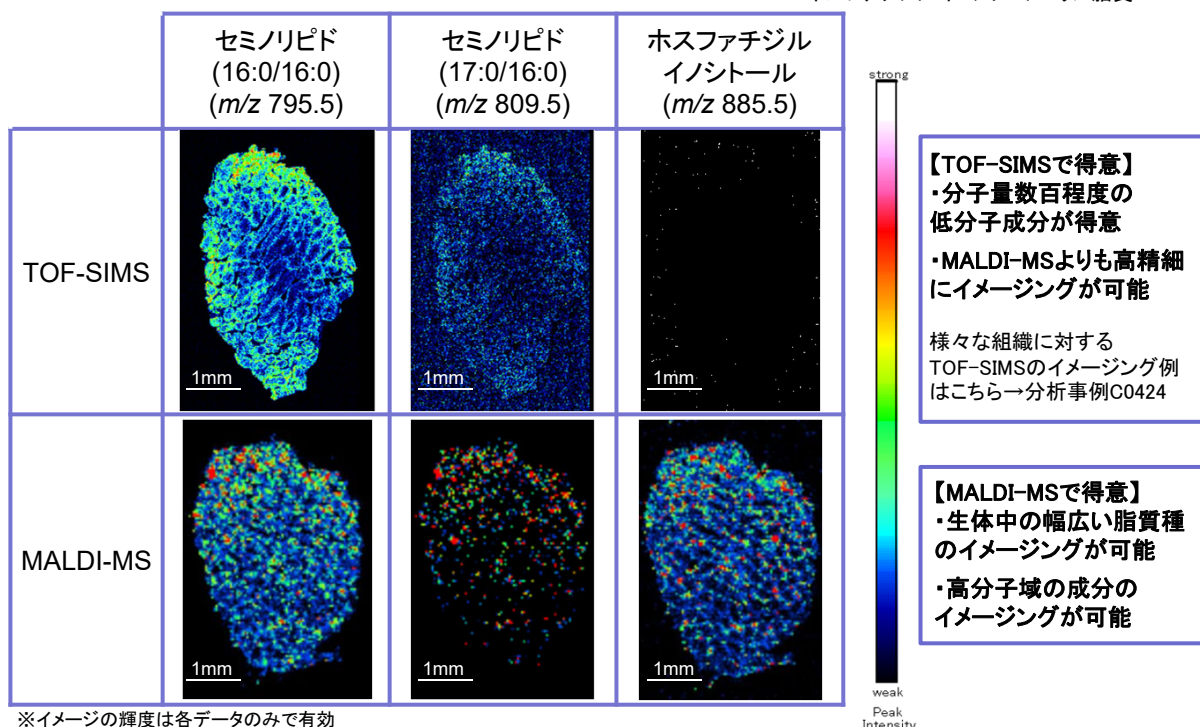 セミノリピド
(16:0/16:0)
(m/z 795.5)
セミノリピド
(17:0/16:0)
(m/z 809.5)
ホスファチジル
イノシトール
(m/z 885.5)
TOF-SIMS
1mm
1mm
1mm
MALDI-MS
1mm
1mm
1mm
※イメージの輝度は各データのみで有効
strong
weak
Peak
Intensity
【TOF-SIMSで得意】
・分子量数百程度の
低分子成分が得意
・MALDI-MSよりも高精細
にイメージングが可能
様々な組織に対する
TOF-SIMSのイメージング例
はこちら→分析事例C0424
【MALDI-MSで得意】
・生体中の幅広い脂質種
のイメージングが可能
・高分子域の成分の
イメージングが可能